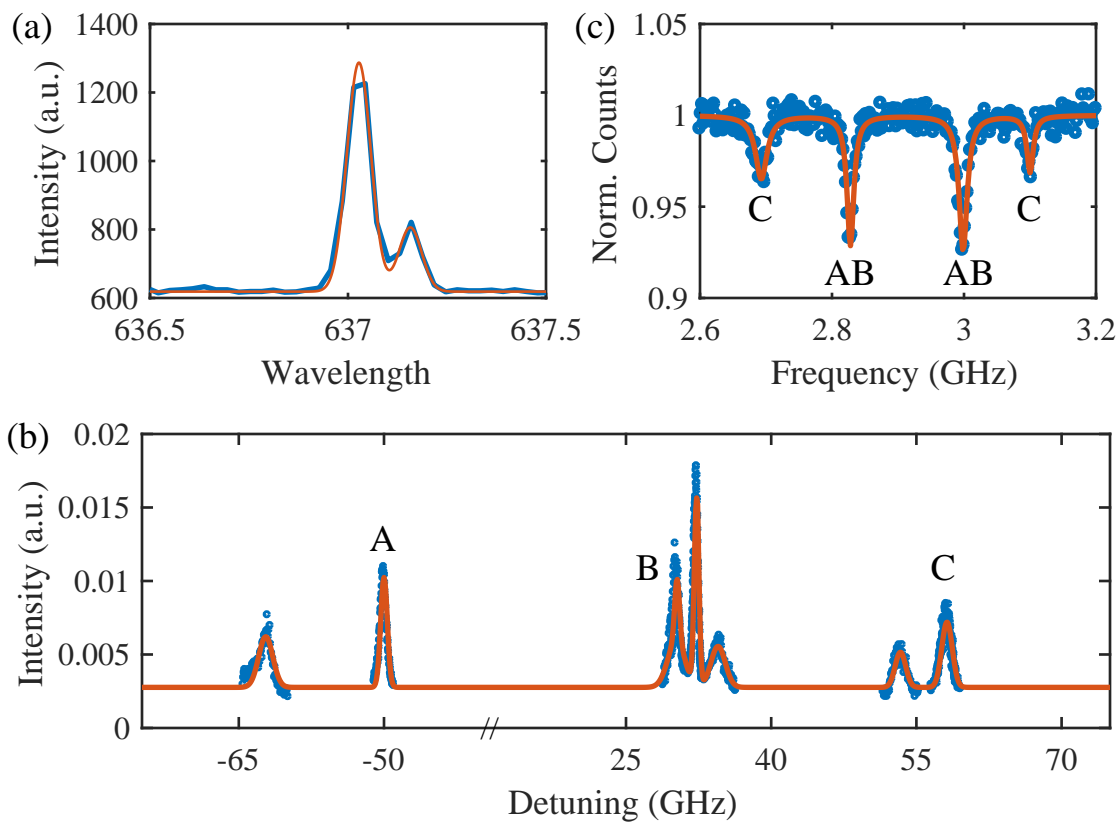 (a)
1400
1200
1000
800
600
Intensity (a.u.)
636.5
637
637.5
Wavelength
(c)
1.05
1
0.95
0.9
Norm. Counts
C
AB
AB
C
2.6
2.8
3
3.2
Frequency (GHz)
(b)
0.02
0.015
0.01
0.005
0
Intensity (a.u.)
A
B
C
-65
-50
//
25
40
55
70
Detuning (GHz)